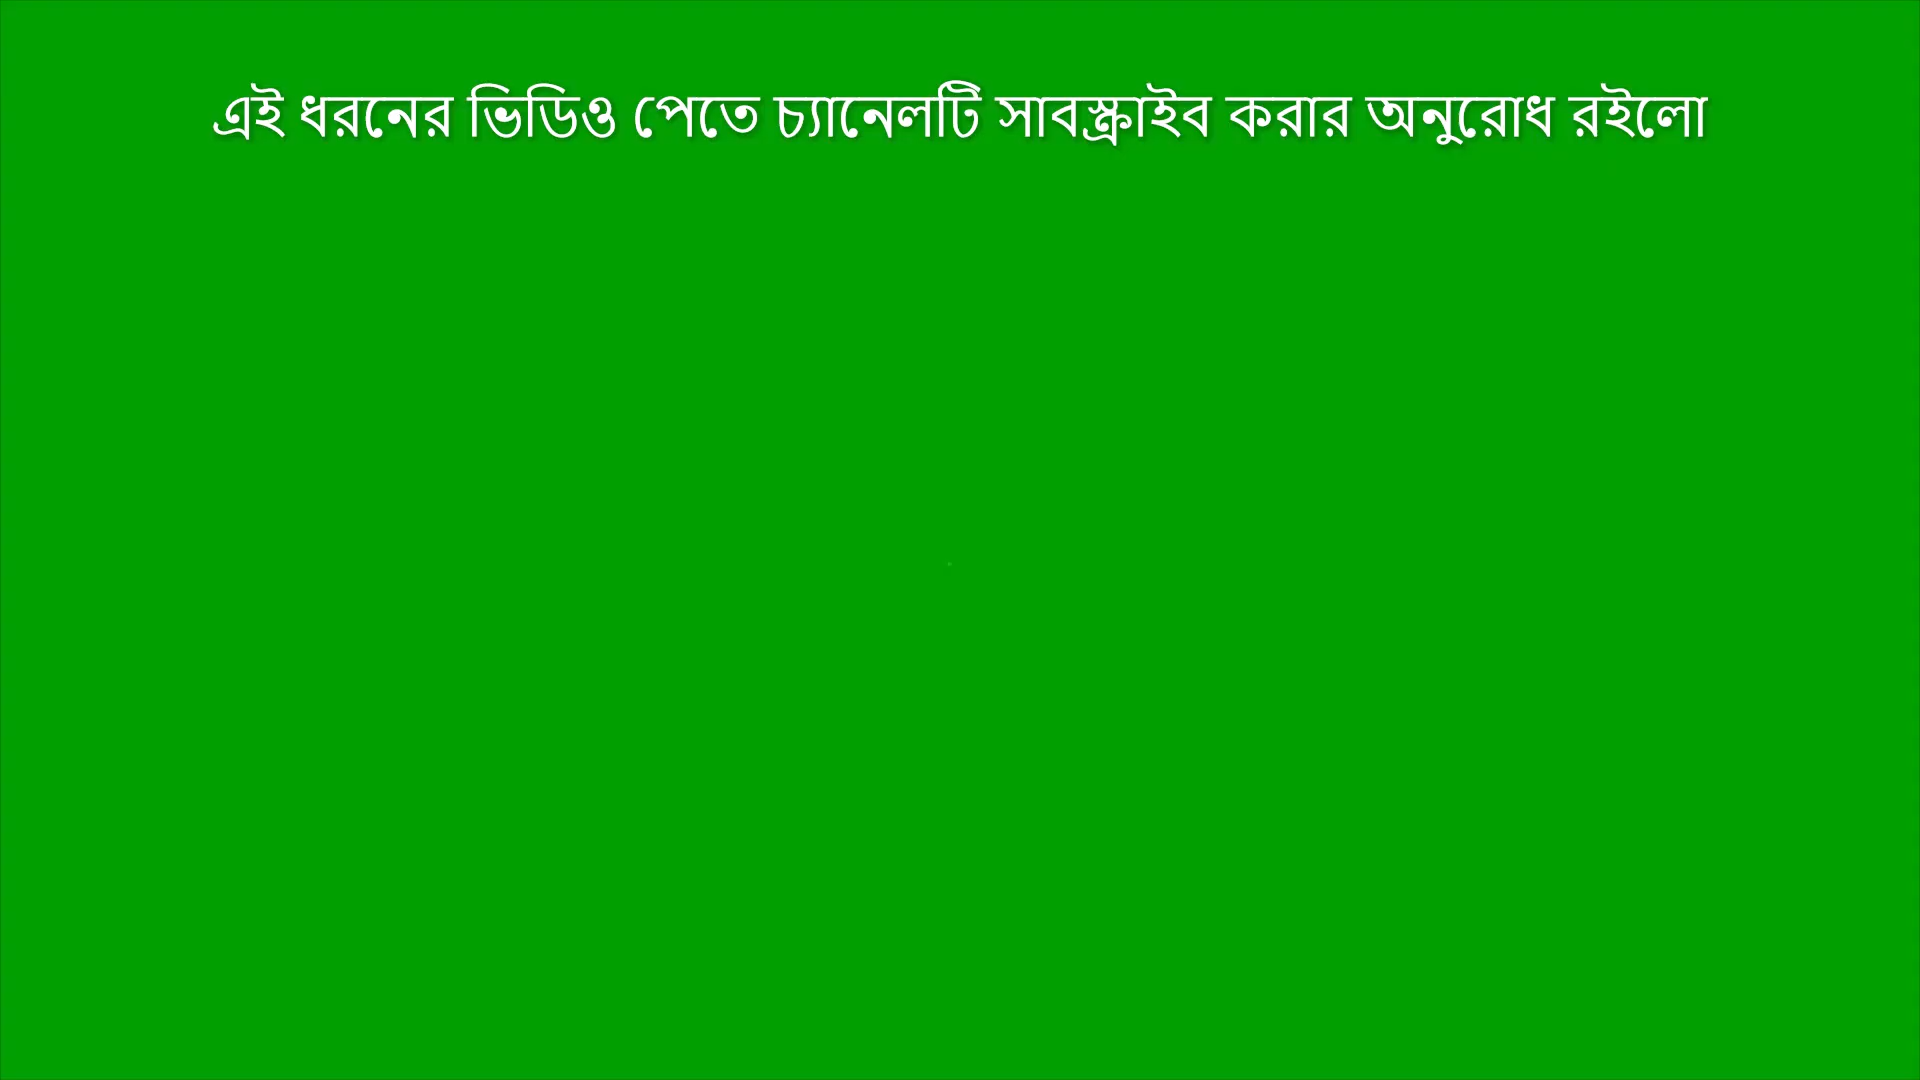 এই ধরনের ভিডিও পেতে চ্যানেলটি সাবস্ক্রাইব করার অনুরোধ রইলো